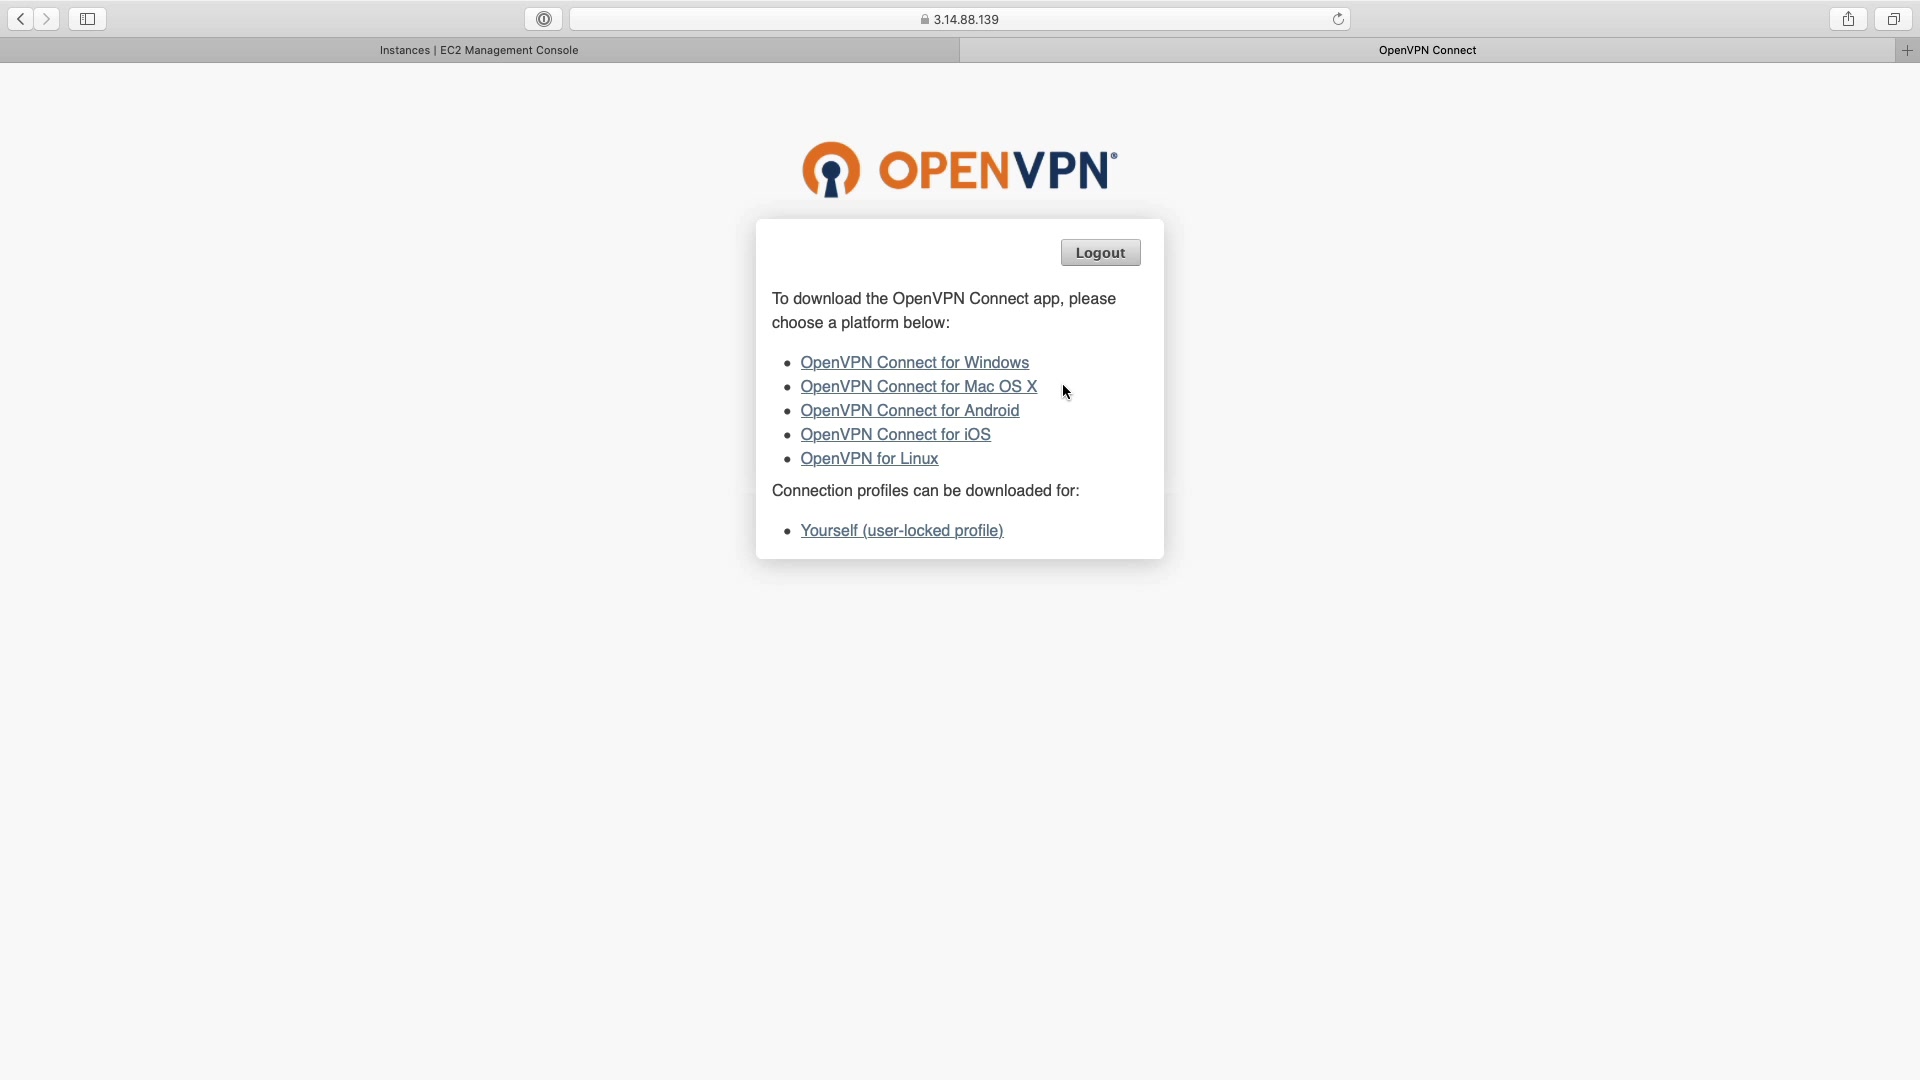 3.14.88.139
Instances | EC2 Management Console
OpenVPN Connect
OPENVPN®
Logout
To download the OpenVPN Connect app, please
choose a platform below:
OpenVPN Connect for Windows
OpenVPN Connect for Mac OS X
OpenVPN Connect for Android
OpenVPN Connect for iOS
OpenVPN for Linux
Connection profiles can be downloaded for:
Yourself (user-locked profile)